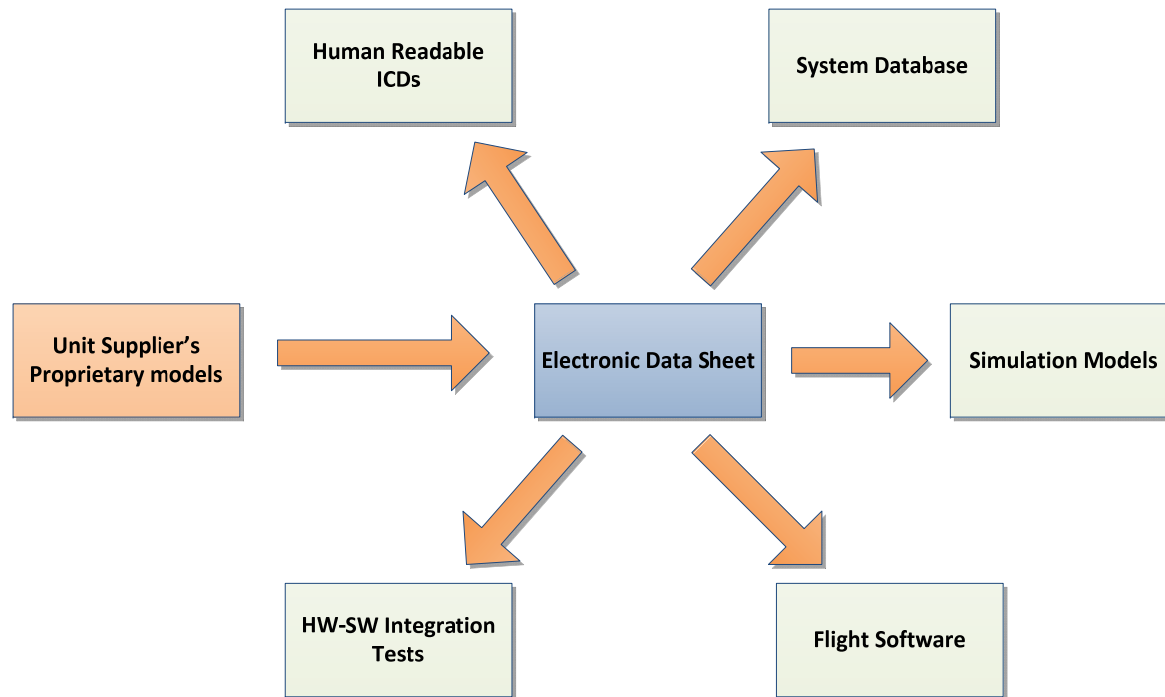 Human Readable
ICDs
System Database
Unit Supplier’s
Proprietary models
Electronic Data Sheet
Simulation Models
HW-SW Integration
Tests
Flight Software